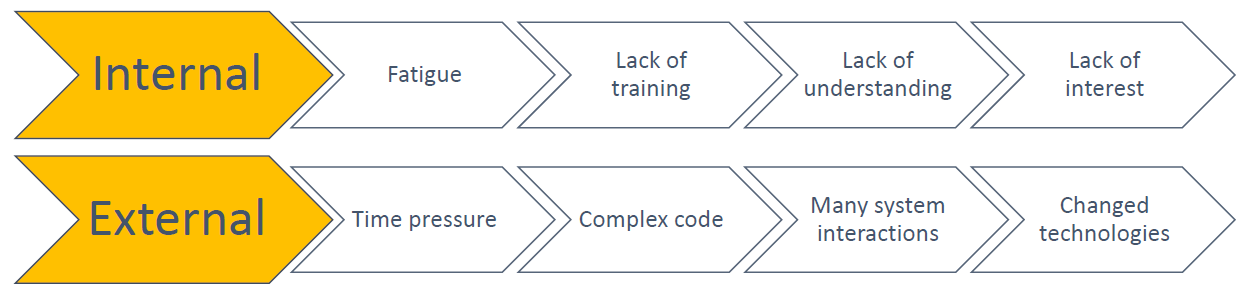 Internal
Fatigue
Lack of
training
Lack of
understanding
Lack of
interest
External
Time pressure
Complex code
Many system
interactions
Changed
technologies